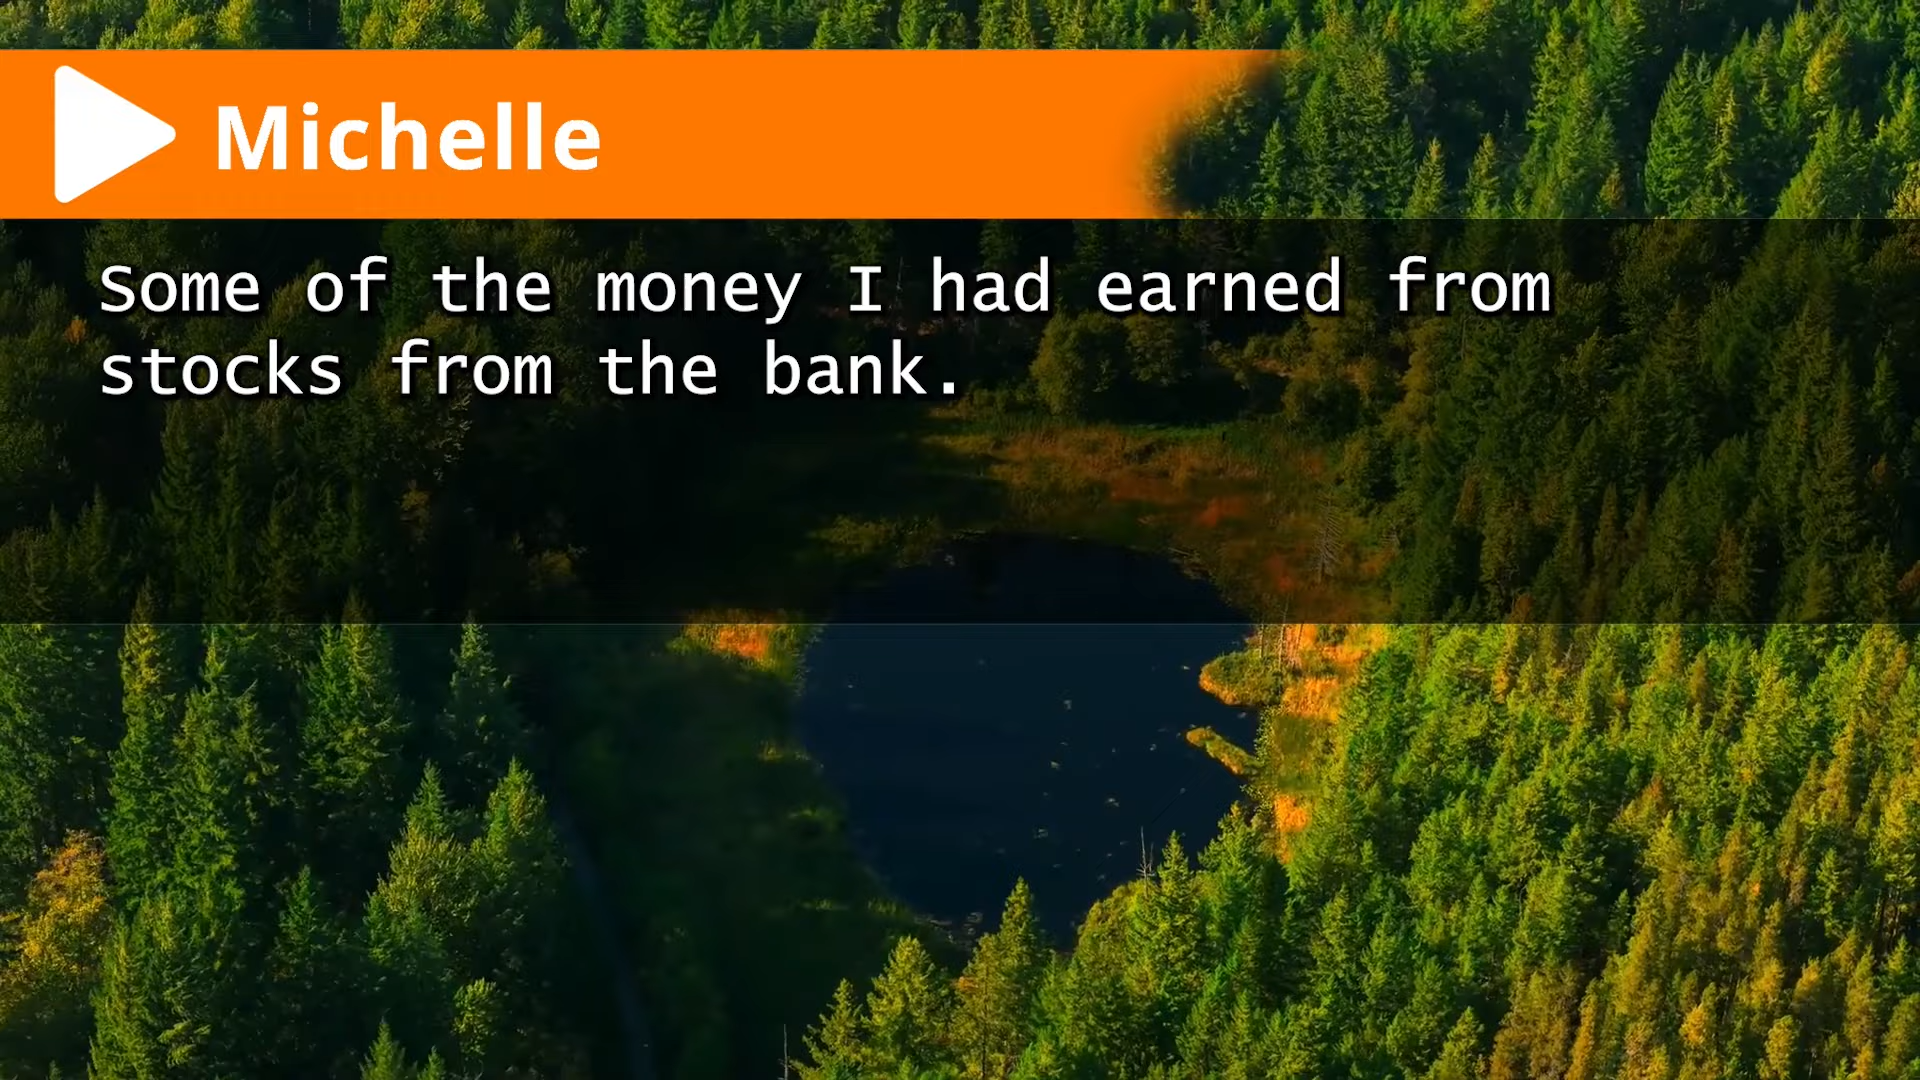 Michelle
Some of the money I had earned from
stocks from the bank.